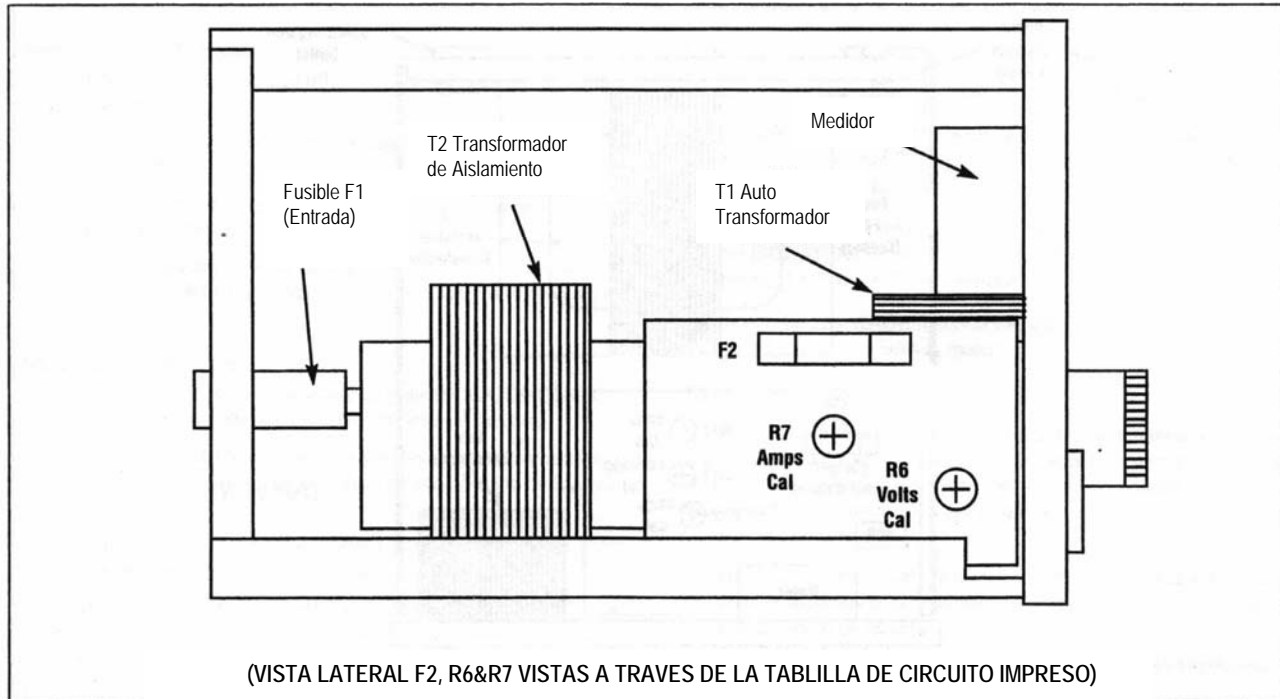 Medidor
T2 Transformador
de Aislamiento
Fusible F1
(Entrada)
T1 Auto
Transformador
F2
R7
Amps
Cal
R6
Volts
Cal
(VISTA LATERAL F2, R6&R7 VISTAS A TRAVES DE LA TABLILLA DE CIRCUITO IMPRESO)